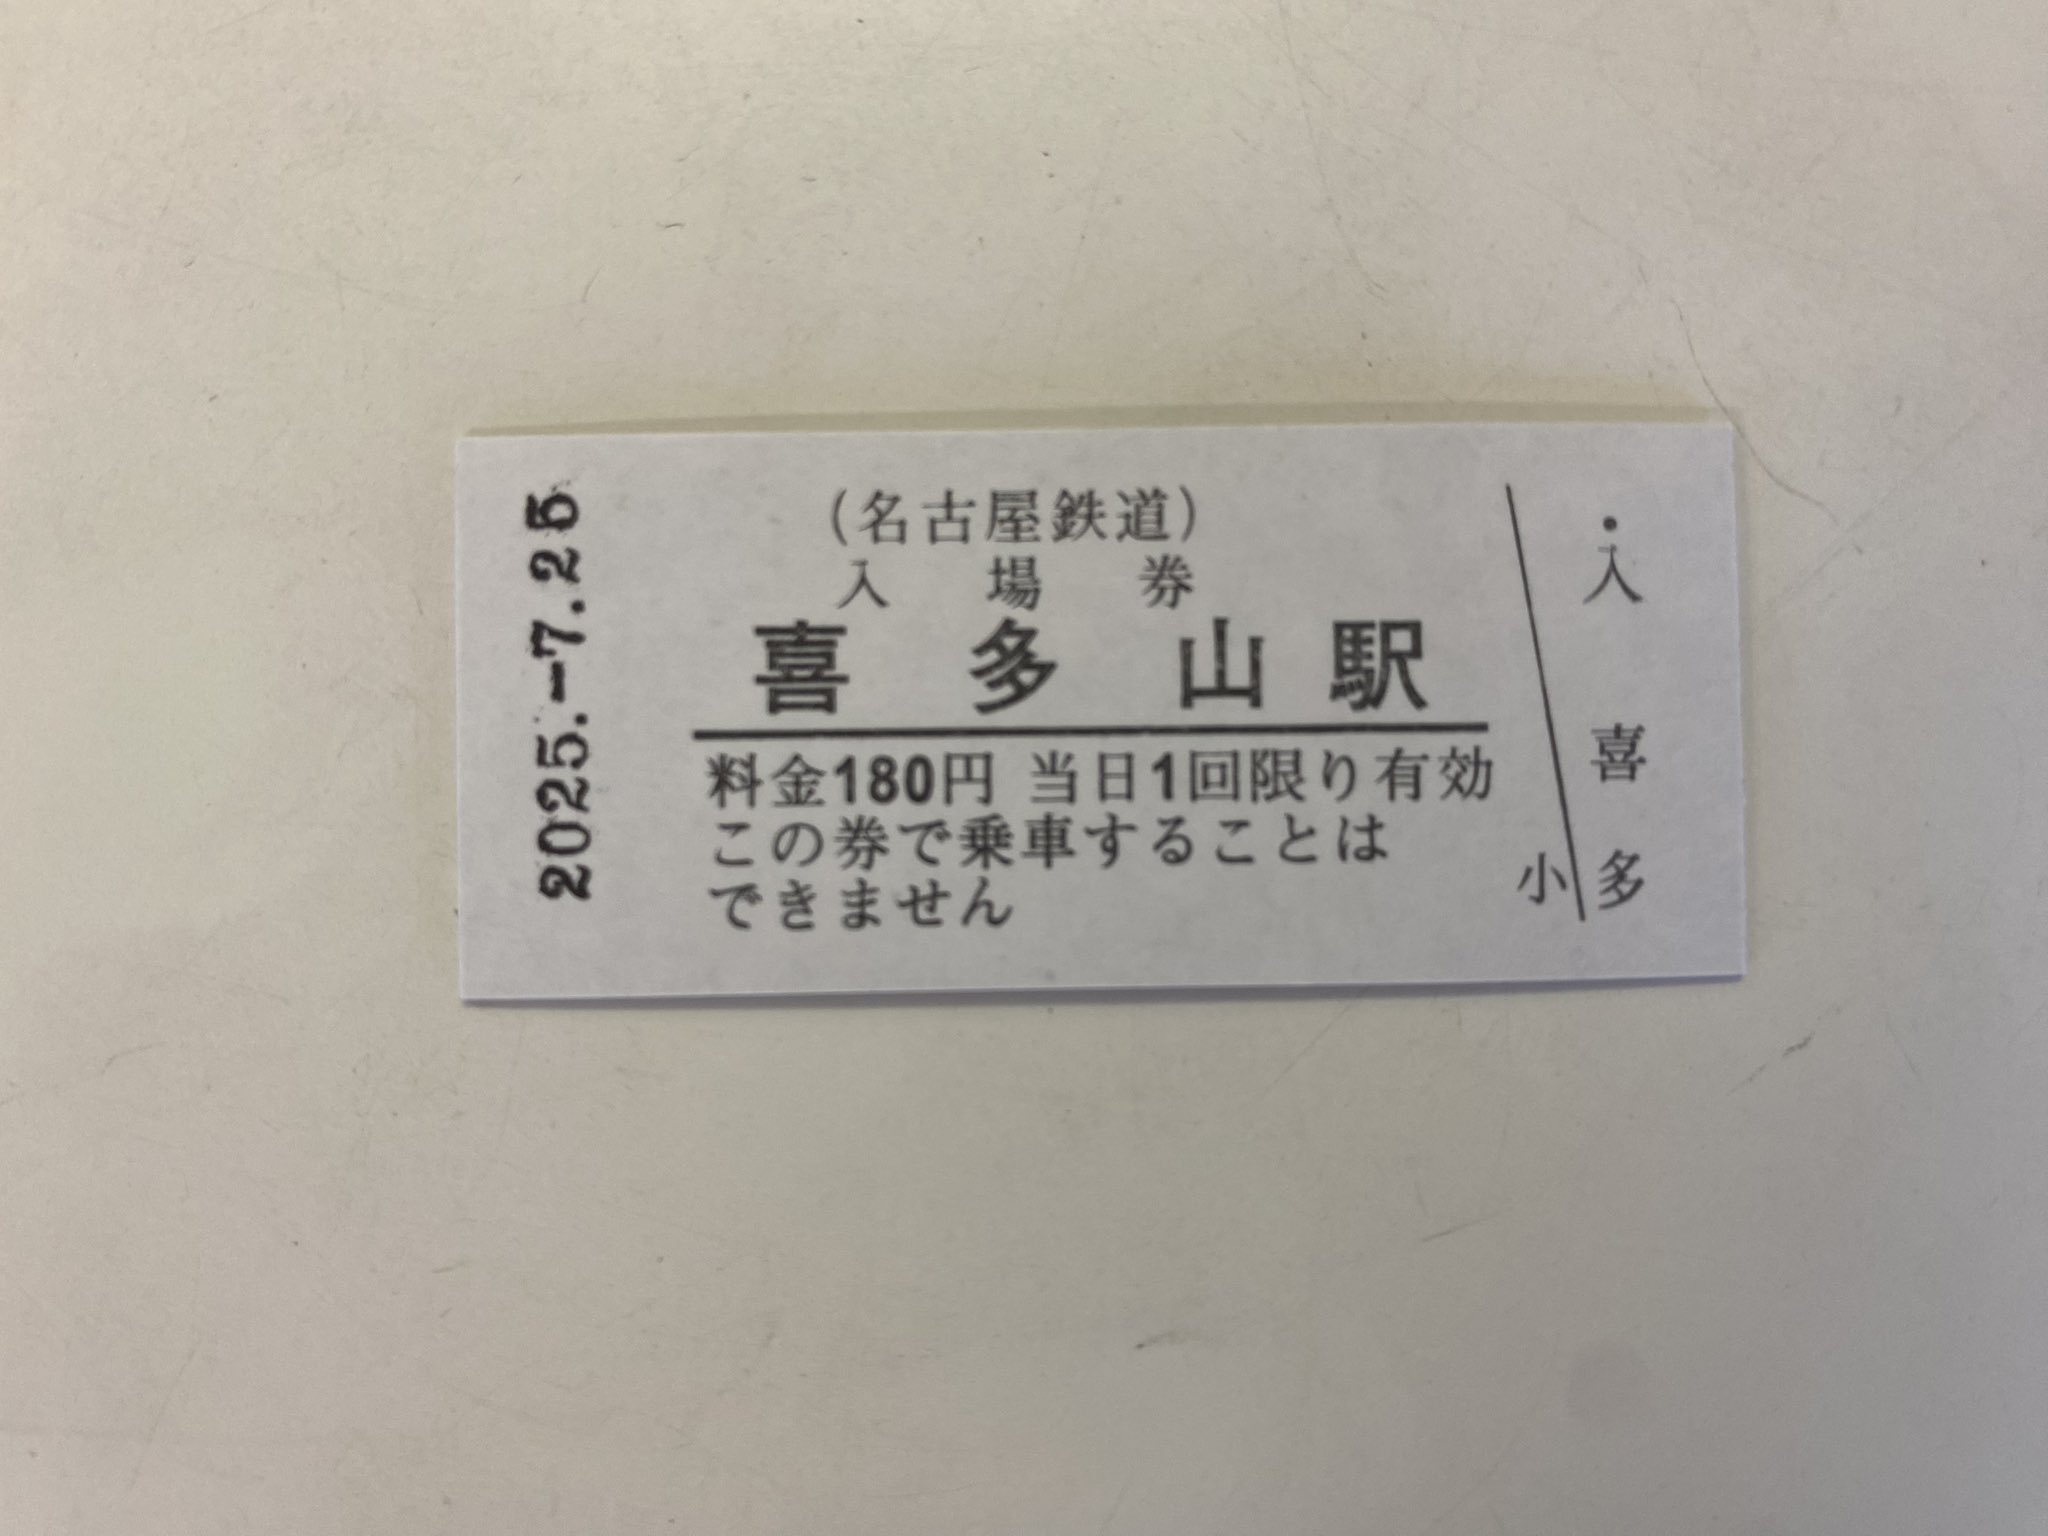 2025.-7.25
(名古屋鉄道)
入場券
喜多山駅
料金180円 当日1回限り有効
この券で乗車することは
できません
小
・入
喜多